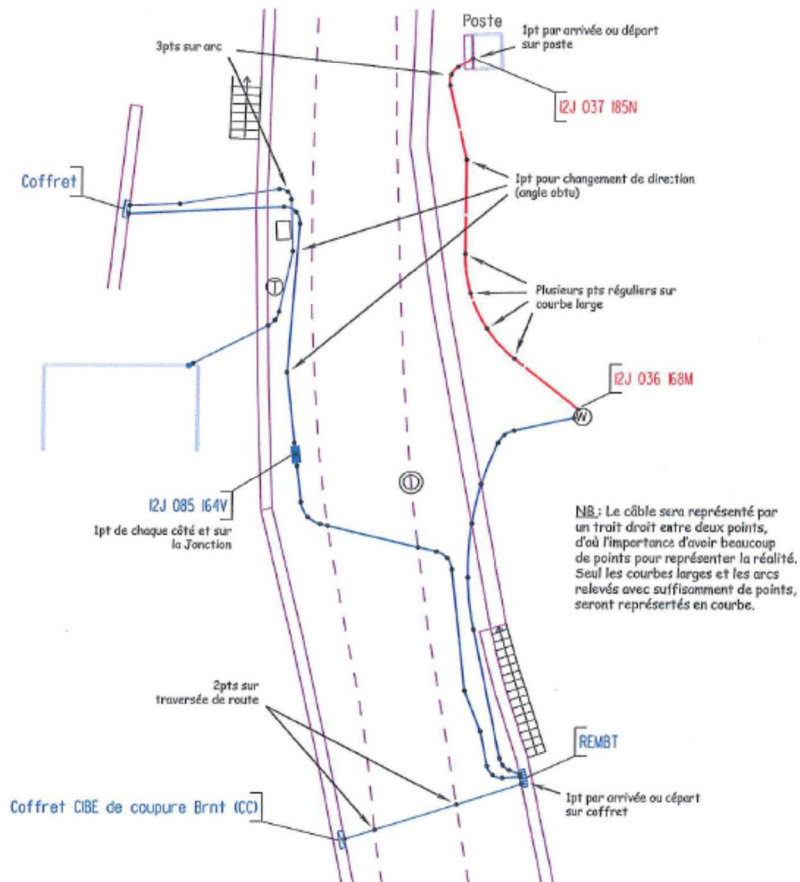 Poste
1pt par arrivée ou départ
sur poste
3pts sur arc
12J 037 185N
Coffret
1pt pour changement de direction
(angle obtu)
T
Plusieurs pts réguliers sur
courbe large
12J 036 168M
W
12J 085 164V
1pt de chaque côté et sur
la Jonction
NB : Le câble sera représenté par
un trait droit entre deux points,
d'où l'importance d'avoir beaucoup
de points pour représenter la réalité.
Seul les courbes larges et les arcs
relevés avec suffisamment de points,
seront représertés en courbe.
2pts sur
traversée de route
REMBT
Coffret CIBE de coupure Brnt (CC)
1pt par arrivée ou cépart
sur coffret